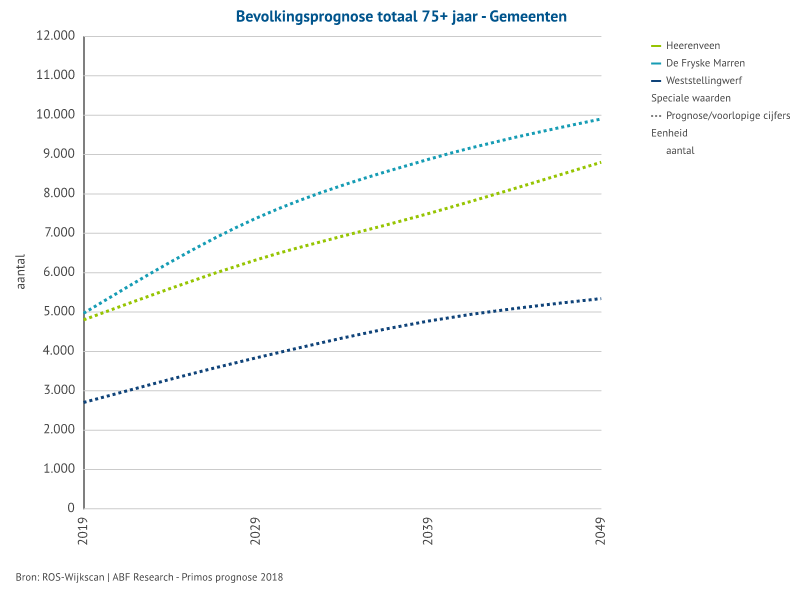 Bevolkingsprognose totaal 75+ jaar - Gemeenten
12.000
11.000
10.000
9.000
8.000
7.000
6.000
5.000
4.000
3.000
2.000
1.000
0
aantal
2019
2029
2039
2049
Heerenveen
De Fryske Marren
Weststellingwerf
Speciale waarden
Prognose/voorlopige cijfers
Eenheid
aantal
Bron: ROS-Wijkscan | ABF Research - Primos prognose 2018